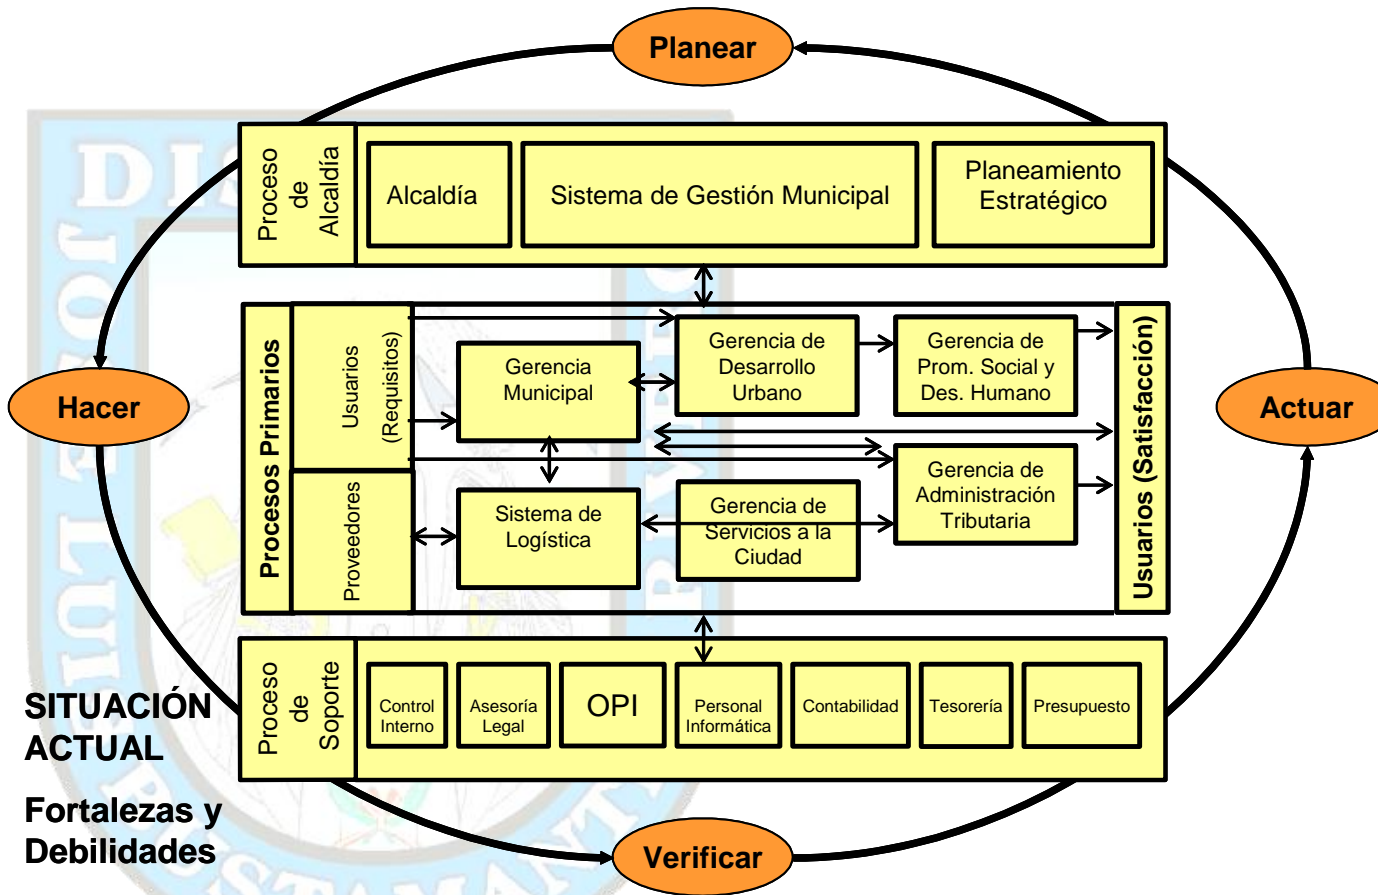 Planear
Proceso
de
Alcaldía
Alcaldía
Sistema de Gestión Municipal
Planeamiento
Estratégico
Hacer
Actuar
Procesos Primarios
Usuarios
(Requisitos)
Proveedores
Gerencia
Municipal
Gerencia de
Desarrollo
Urbano
Gerencia de
Prom. Social y
Des. Humano
Sistema de
Logística
Gerencia de
Servicios a la
Ciudad
Gerencia de
Administración
Tributaria
Usuarios (Satisfacción)
Proceso
de
Soporte
Control
Interno
Asesoría
Legal
OPI
Personal
Informática
Contabilidad
Tesorería
Presupuesto
SITUACIÓN
ACTUAL
Fortalezas y
Debilidades
Verificar
JOSE LUIS